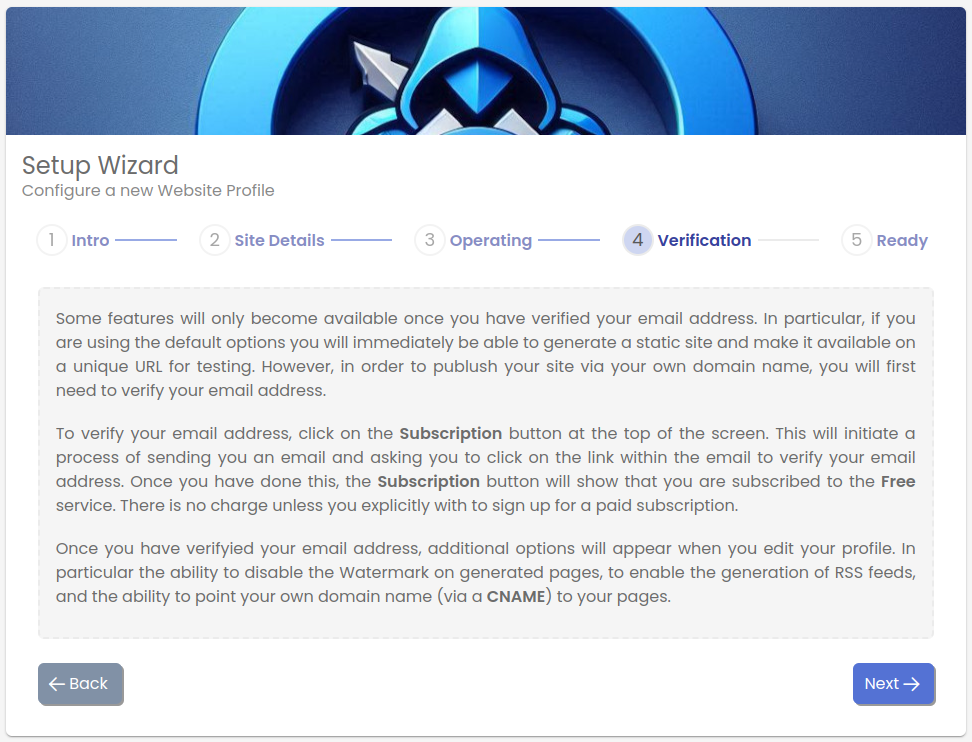 Setup Wizard
Configure a new Website Profile
1 Intro 2 Site Details 3 Operating 4 Verification 5 Ready
Some features will only become available once you have verified your email address. In particular, if you
are using the default options you will immediately be able to generate a static site and make it available on
a unique URL for testing. However, in order to publish your site via your own domain name, you will first
need to verify your email address.
To verify your email address, click on the Subscription button at the top of the screen. This will initiate a
process of sending you an email and asking you to click on the link within the email to verify your email
address. Once you have done this, the Subscription button will show that you are subscribed to the Free
service. There is no charge unless you explicitly with to sign up for a paid subscription.
Once you have verifyied your email address, additional options will appear when you edit your profile. In
particular the ability to disable the Watermark on generated pages, to enable the generation of RSS feeds,
and the ability to point your own domain name (via a CNAME) to your pages.
← Back Next →